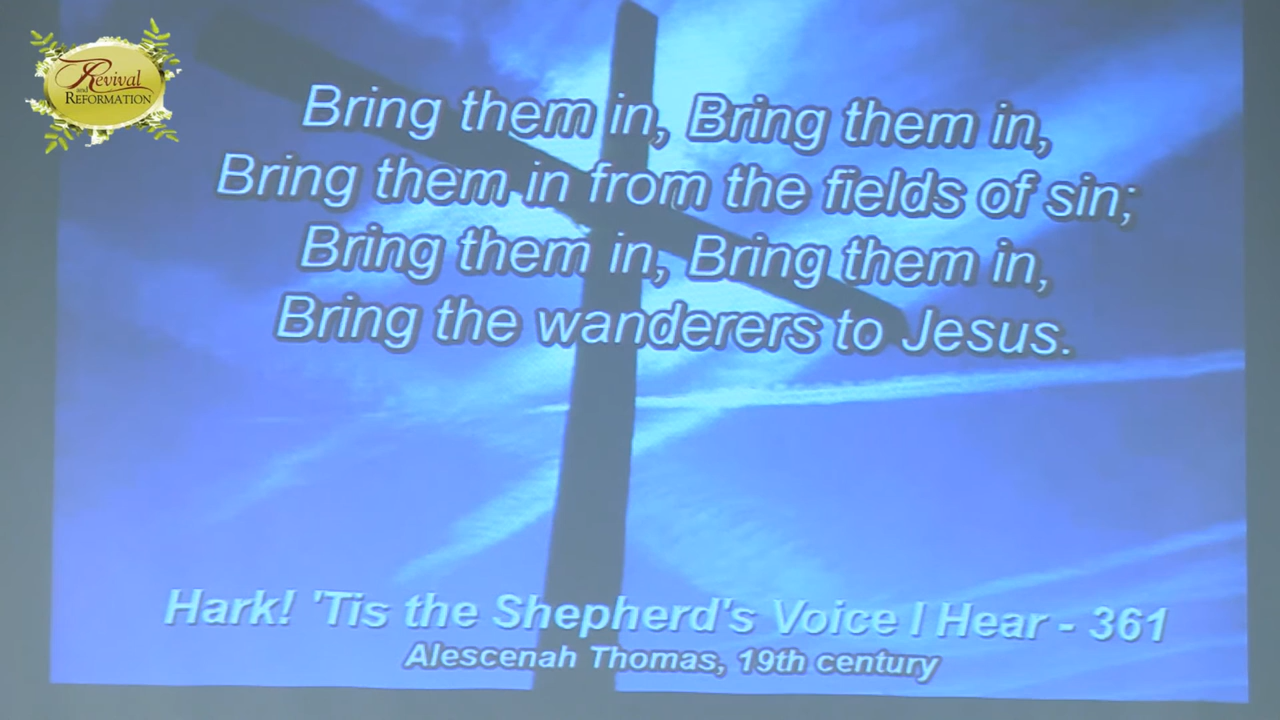 Revival
and
REFORMATION
Bring them in, Bring them in,
Bring them in from the fields of sin;
Bring them in, Bring them in,
Bring the wanderers to Jesus.
Hark! 'Tis the Shepherd's Voice I Hear - 361
Alescenah Thomas, 19th century